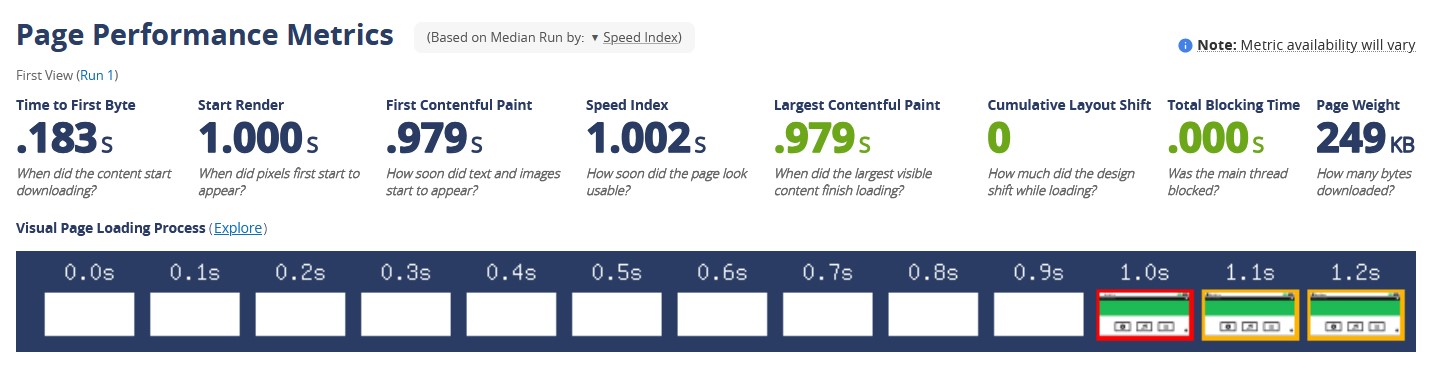 Page Performance Metrics (Based on Median Run by: ▼ Speed Index)
Note: Metric availability will vary
First View (Run 1)
Time to First Byte
.183 S
When did the content start
downloading?
Start Render
1.000 S
When did pixels first start to
appear?
First Contentful Paint
.979 S
How soon did text and images
start to appear?
Speed Index
1.002 S
How soon did the page look
usable?
Largest Contentful Paint
.979 S
When did the largest visible
content finish loading?
Cumulative Layout Shift
0
How much did the design
shift while loading?
Total Blocking Time
.000 S
Was the main thread
blocked?
Page Weight
249 KB
How many bytes
downloaded?
Visual Page Loading Process (Explore)
0.0s 0.1s 0.2s 0.3s 0.4s 0.5s 0.6s 0.7s 0.8s 0.9s 1.0s 1.1s 1.2s